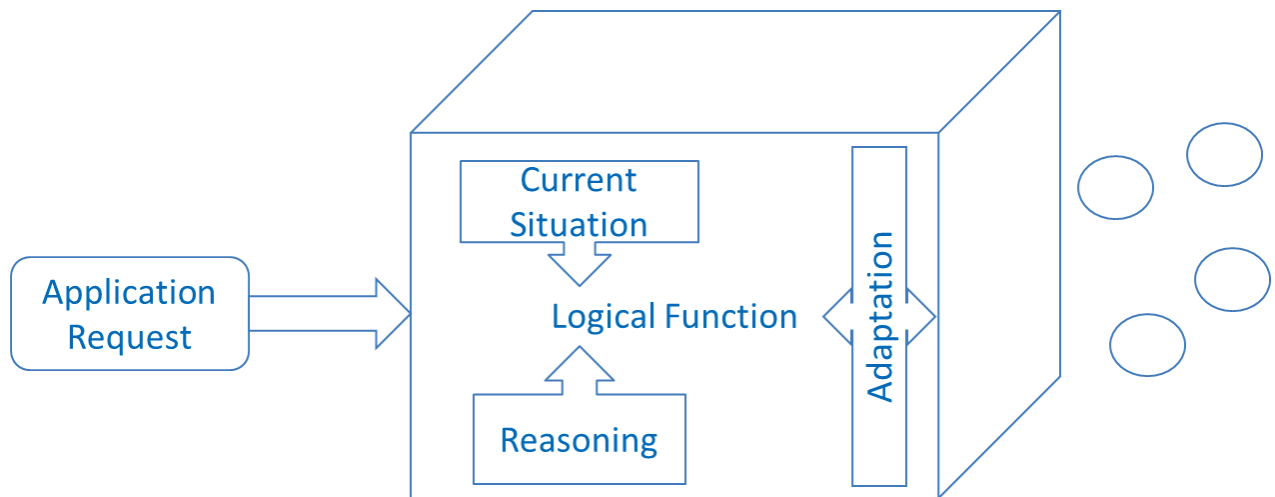 Application
Request
Current
Situation
Logical Function
Reasoning
Adaptation